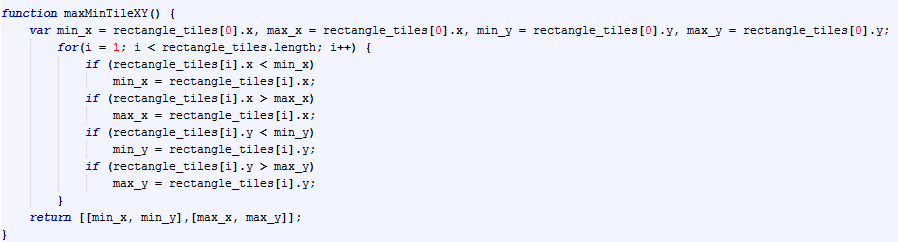 function maxMinTileXY() {
    var min_x = rectangle_tiles[0].x, max_x = rectangle_tiles[0].x, min_y = rectangle_tiles[0].y, max_y = rectangle_tiles[0].y;
        for(i = 1; i < rectangle_tiles.length; i++) {
            if (rectangle_tiles[i].x < min_x)
                min_x = rectangle_tiles[i].x;
            if (rectangle_tiles[i].x > max_x)
                max_x = rectangle_tiles[i].x;
            if (rectangle_tiles[i].y < min_y)
                min_y = rectangle_tiles[i].y;
            if (rectangle_tiles[i].y > max_y)
                max_y = rectangle_tiles[i].y;
        }
    return [[min_x, min_y],[max_x, max_y]];
}